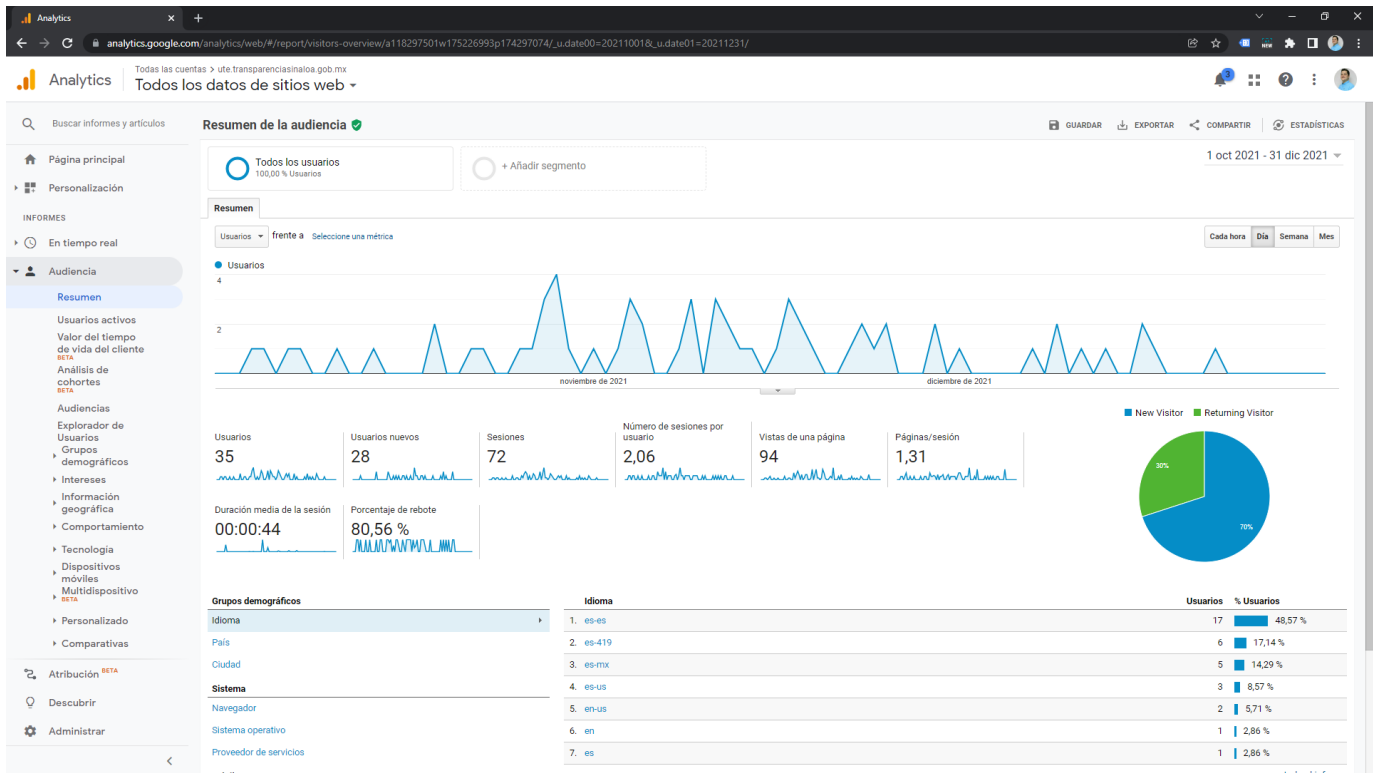 Analytics
analytics.google.com/analytics/web/#/report/visitors-overview/a118297501w175226993p174297074/_u.date00=20211001&_u.date01=20211231/
NEW
Analytics
Todas las cuentas > ute.transparenciasinaloa.gob.mx
Todos los datos de sitios web
3
Buscar informes y artículos
Página principal
Personalización
INFORMES
En tiempo real
Audiencia
Resumen
Usuarios activos
Valor del tiempo
de vida del cliente
BETA
Análisis de
cohortes
BETA
Audiencias
Explorador de
Usuarios
Grupos
demográficos
Intereses
Información
geográfica
Comportamiento
Tecnología
Dispositivos
móviles
Multidispositivo
BETA
Personalizado
Comparativas
Atribución BETA
Descubrir
Administrar
Resumen de la audiencia
GUARDAR
EXPORTAR
COMPARTIR
ESTADÍSTICAS
Todos los usuarios
100,00 % Usuarios
+ Añadir segmento
1 oct 2021 - 31 dic 2021
Resumen
Usuarios frente a Seleccione una métrica
Cada hora Día Semana Mes
Usuarios
4
2
noviembre de 2021
diciembre de 2021
New Visitor Returning Visitor
30%
70%
Usuarios
35
Usuarios nuevos
28
Sesiones
72
Número de sesiones por
usuario
2,06
Vistas de una página
94
Páginas/sesión
1,31
Duración media de la sesión
00:00:44
Porcentaje de rebote
80,56 %
Grupos demográficos
Idioma
País
Ciudad
Sistema
Navegador
Sistema operativo
Proveedor de servicios
Idioma Usuarios % Usuarios
1. es-es 17 48,57 %
2. es-419 6 17,14 %
3. es-mx 5 14,29 %
4. es-us 3 8,57 %
5. en-us 2 5,71 %
6. en 1 2,86 %
7. es 1 2,86 %